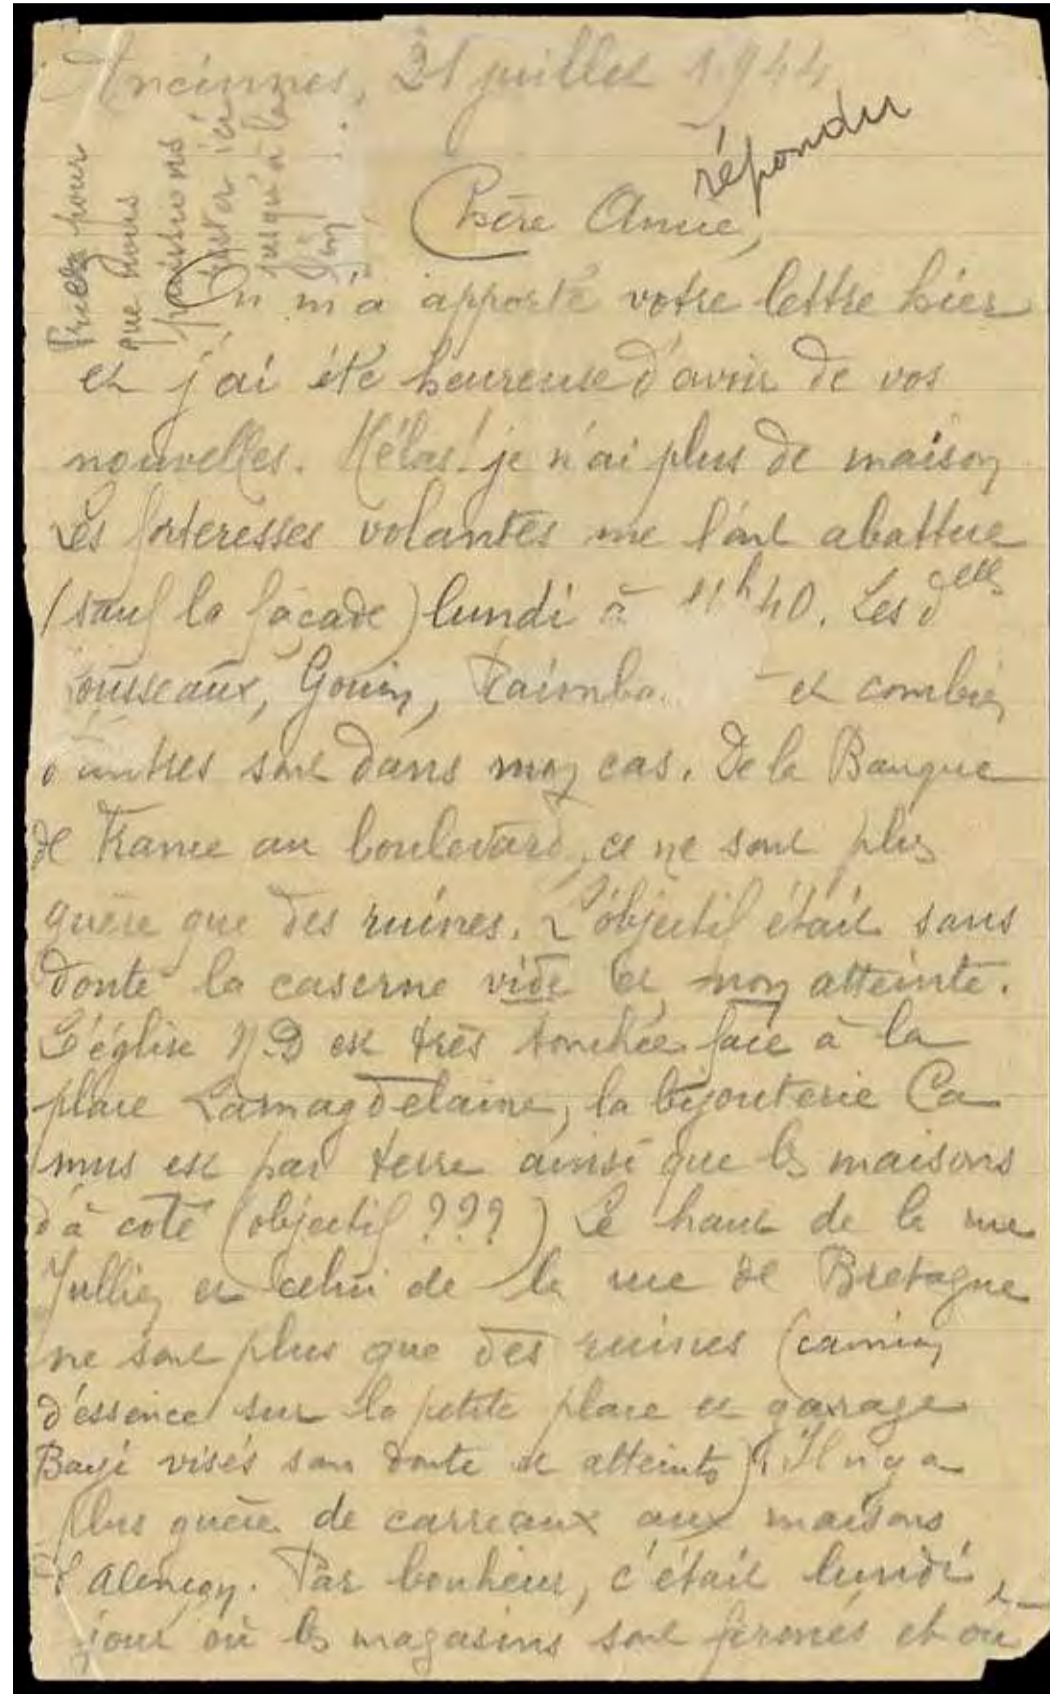 Ancinnes, 21 juillet 1944
répondu
Priez pour
que nous
puissions
rester ici
jusqu'à la
Chère Amie,
On m'a apporté votre lettre hier
et j'ai été heureuse d'avoir de vos
nouvelles. Hélas! je n'ai plus de maison
Les forteresses volantes me l'ont abattue
(sauf la façade) lundi à 11h40. Les delles
ousseaux, Gouin, Raimba et combien
d'autres sont dans mon cas. De la Banque
de France au boulevard, ce ne sont plus
guère que des ruines. L'objectif était sans
doute la caserne vide et non atteinte.
L'église N.D est très touchée face à la
place Lamagdelaine, la bijouterie Ca
mus est par terre ainsi que les maisons
d'à côté (objectif ???) Le haut de la rue
Jullien et celui de la rue de Bretagne
ne sont plus que des ruines (camion
d'essence sur la petite place et garage
visés sans doute et atteints). Il n'y a
plus guère de carreaux aux maisons
d'Alençon. Par bonheur, c'était lundi,
jour où les magasins sont fermés et où